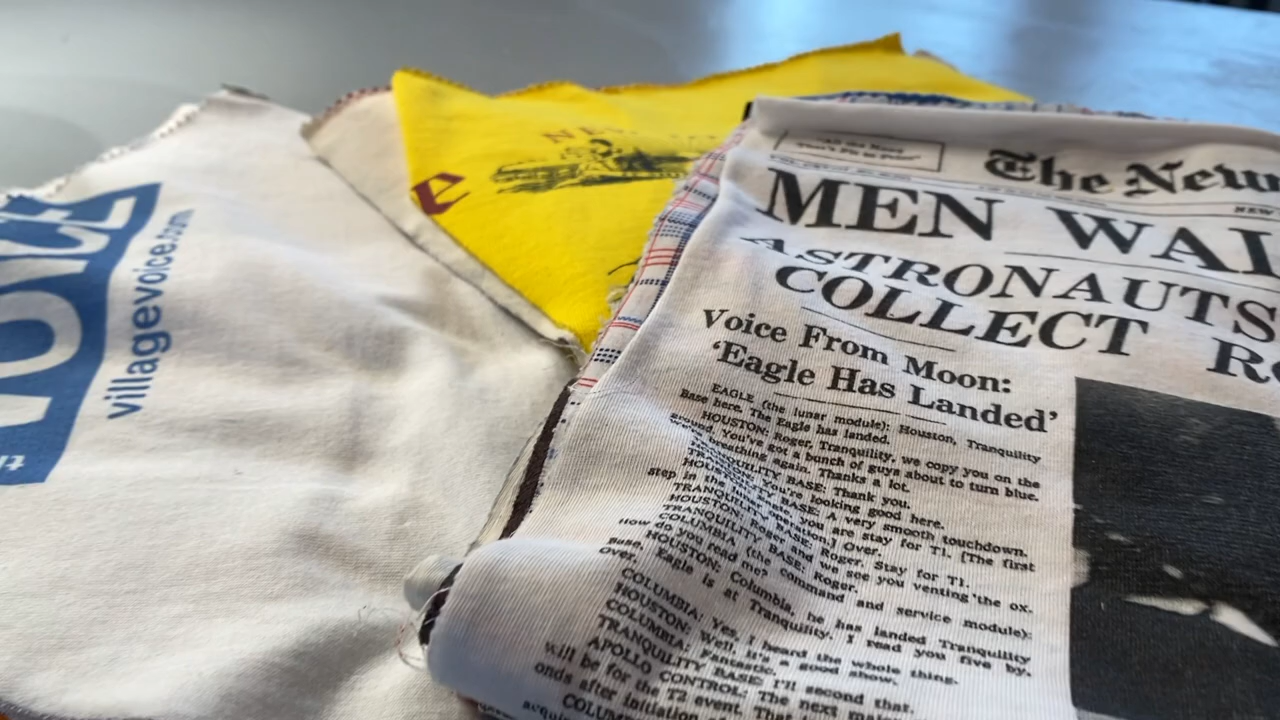 OICE
villagevoice.com
e
"All the News
That's Fit to Print"
The New
NEW
MEN WAL
ASTRONAUTS
COLLECT RO
Voice From Moon:
'Eagle Has Landed'
EAGLE (the lunar module): Houston, Tranquility
Base here. The Eagle has landed.
HOUSTON: Roger, Tranquility, we copy you on the
ground. You've got a bunch of guys about to turn blue.
breathing again. Thanks a lot.
TRANQUILITY BASE: Thank you.
HOUSTON: You're looking good here.
TRANQUILITY BASE: A very smooth touchdown.
HOUSTON: you are stay for T1. [The first
step in the lunar operation.] Over.
TRANQUILITY BASE: Roger. Stay for T1.
HOUSTON: Roger and we see you venting the ox.
TRANQUILITY BASE: Roger.
COLUMBIA (the command and service module):
How do you read me?
HOUSTON: Columbia, he has landed Tranquility
Base. Eagle is at Tranquility. I read you five by.
Over.
COLUMBIA: Yes, I heard the whole thing.
HOUSTON: Well, it's a good show.
COLUMBIA: Fantastic.
TRANQUILITY BASE: I'll second that.
APOLLO CONTROL: The next major
will be for the T2 event. That
onds after initiation of
COLUM